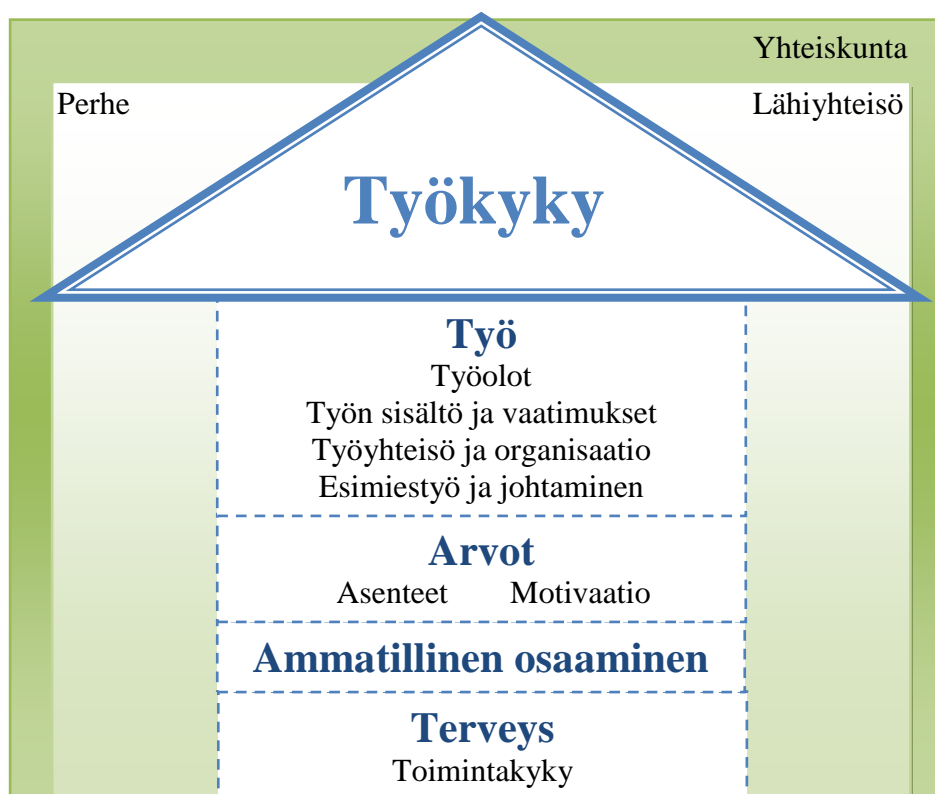 Yhteiskunta
Perhe
Lähiyhteisö
Työkyky
Työ
Työolot
Työn sisältö ja vaatimukset
Työyhteisö ja organisaatio
Esimiestyö ja johtaminen
Arvot
Asenteet Motivaatio
Ammatillinen osaaminen
Terveys
Toimintakyky